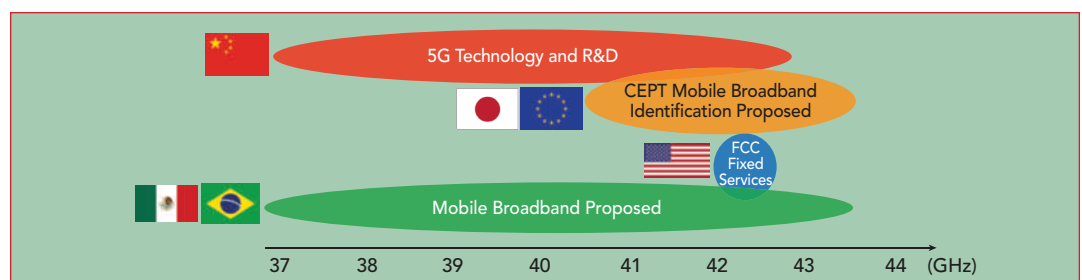 5G Technology and R&D
CEPT Mobile Broadband
Identification Proposed
FCC
Fixed
Services
Mobile Broadband Proposed
37 38 39 40 41 42 43 44 (GHz)